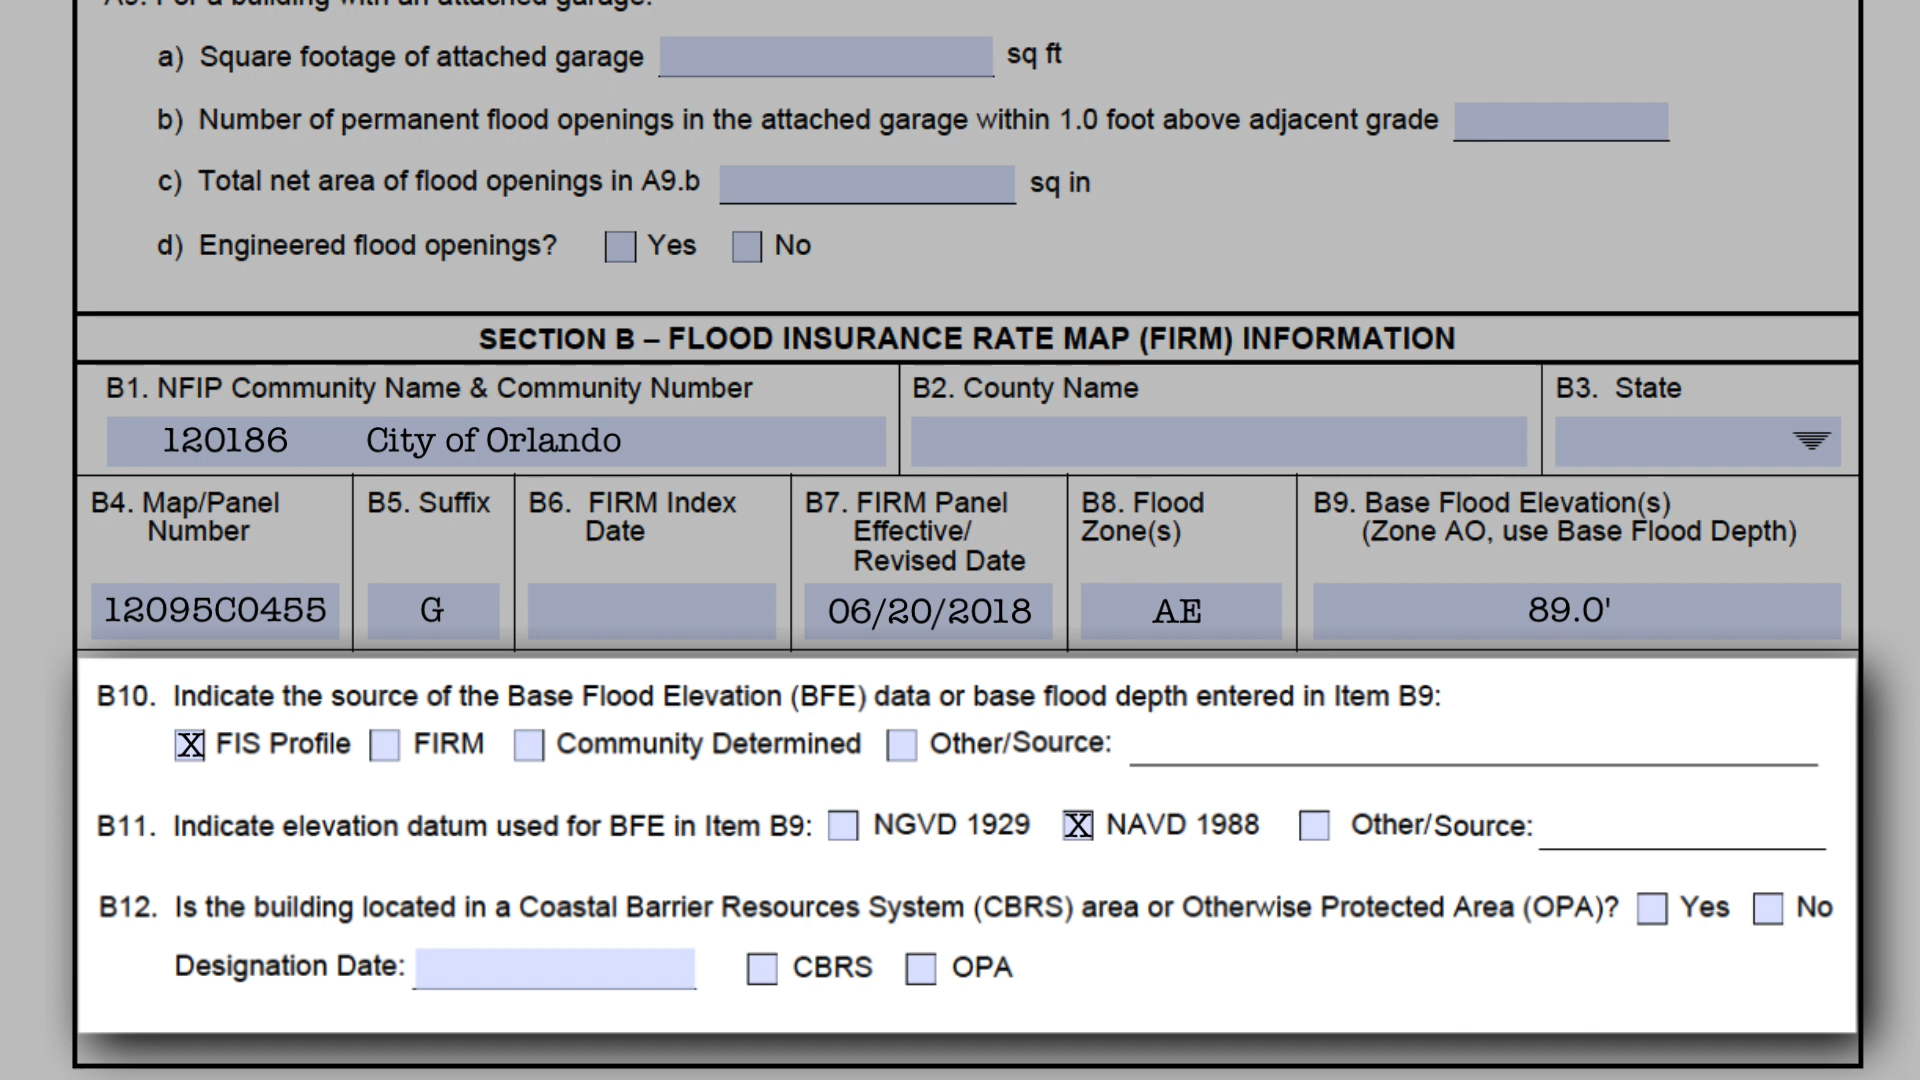 A9. For a building with an attached garage:
a) Square footage of attached garage sq ft
b) Number of permanent flood openings in the attached garage within 1.0 foot above adjacent grade
c) Total net area of flood openings in A9.b sq in
d) Engineered flood openings? Yes No
SECTION B – FLOOD INSURANCE RATE MAP (FIRM) INFORMATION
B1. NFIP Community Name & Community Number
120186 City of Orlando
B2. County Name
B3. State
B4. Map/Panel
Number
12095C0455
B5. Suffix
G
B6. FIRM Index
Date
B7. FIRM Panel
Effective/
Revised Date
06/20/2018
B8. Flood
Zone(s)
AE
B9. Base Flood Elevation(s)
(Zone AO, use Base Flood Depth)
89.0'
B10. Indicate the source of the Base Flood Elevation (BFE) data or base flood depth entered in Item B9:
X FIS Profile FIRM Community Determined Other/Source:
B11. Indicate elevation datum used for BFE in Item B9: NGVD 1929 X NAVD 1988 Other/Source:
B12. Is the building located in a Coastal Barrier Resources System (CBRS) area or Otherwise Protected Area (OPA)? Yes No
Designation Date: CBRS OPA